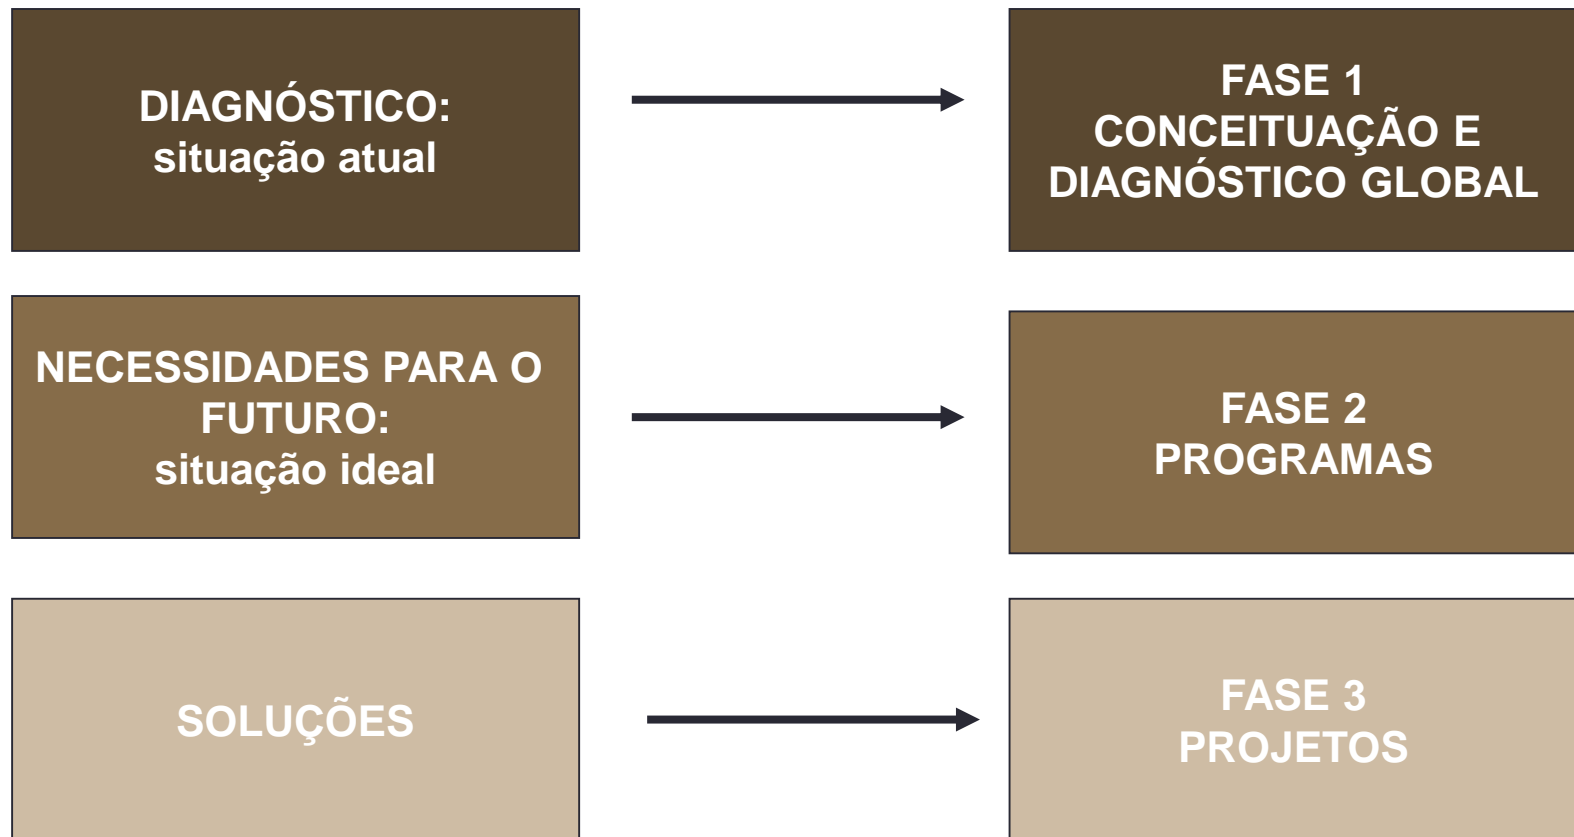 DIAGNÓSTICO:
situação atual
FASE 1
CONCEITUAÇÃO E
DIAGNÓSTICO GLOBAL
NECESSIDADES PARA O
FUTURO:
situação ideal
FASE 2
PROGRAMAS
SOLUÇÕES
FASE 3
PROJETOS